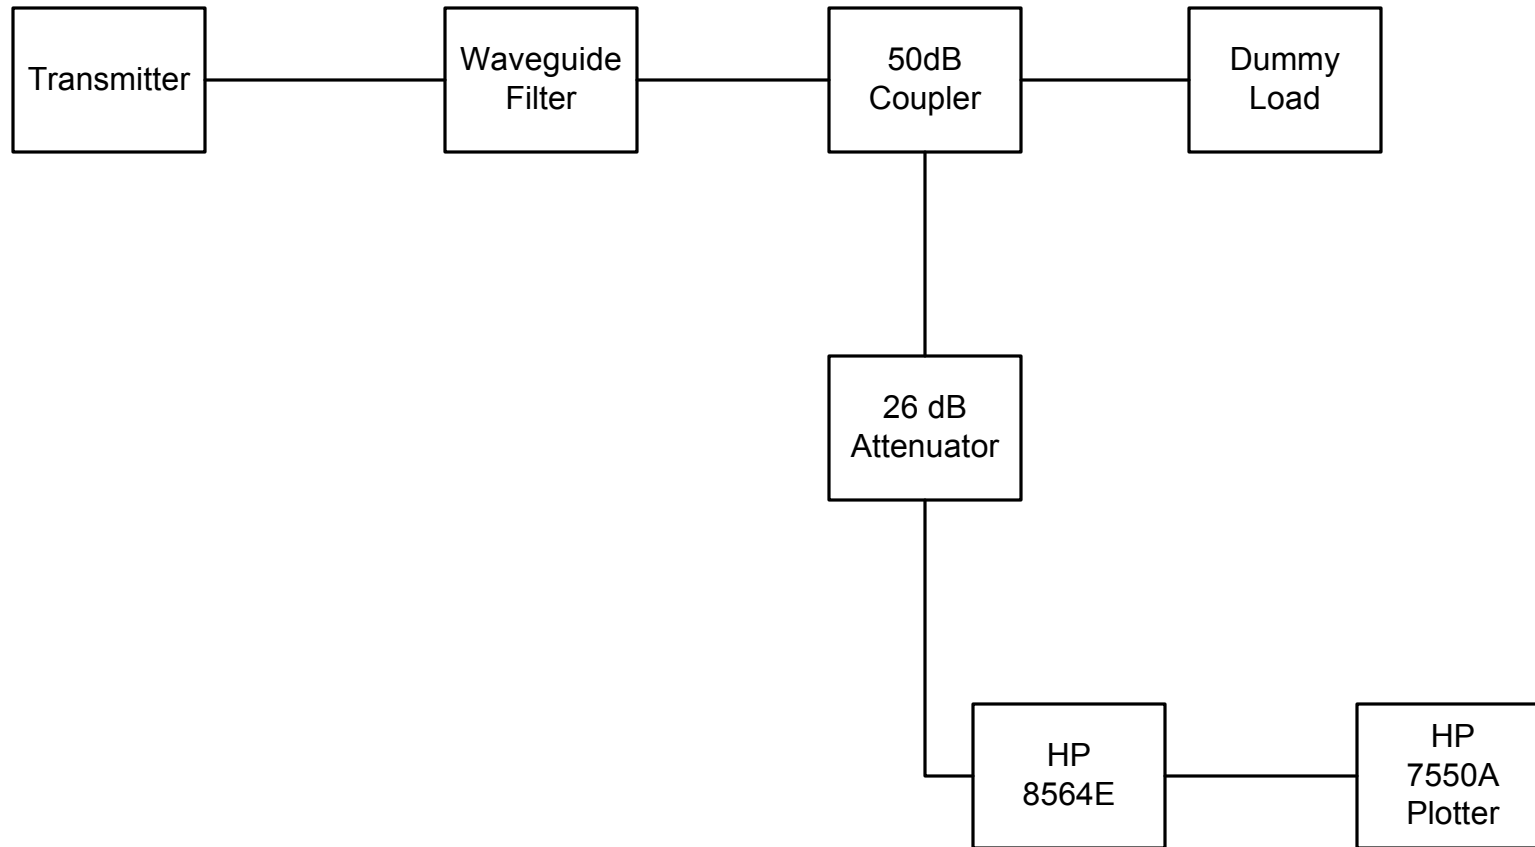 Transmitter
Waveguide
Filter
50dB
Coupler
Dummy
Load
26 dB
Attenuator
HP
8564E
HP
7550A
Plotter